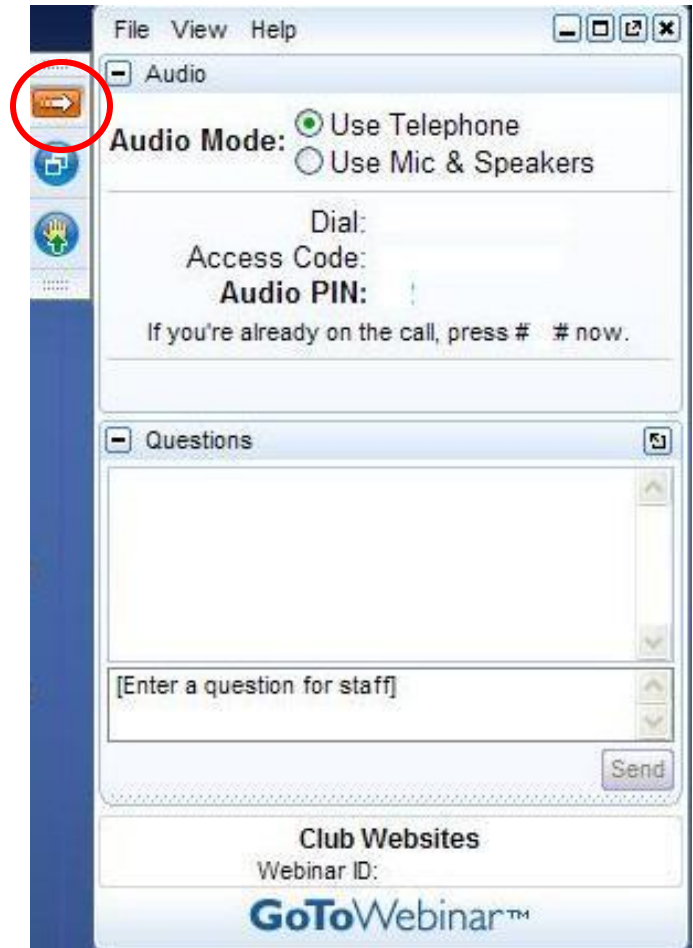 File View Help
Audio
Audio Mode:
Use Telephone
Use Mic & Speakers
Dial:
Access Code:
Audio PIN:
If you're already on the call, press # # now.
Questions
[Enter a question for staff]
Send
Club Websites
Webinar ID:
GoToWebinar™